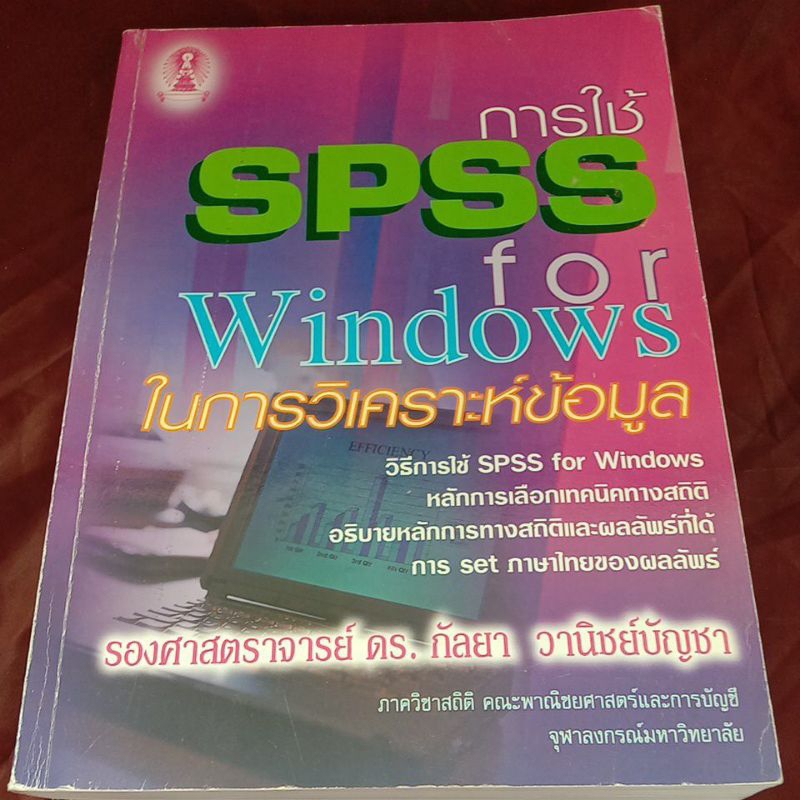 การใช้
SPSS
for
Windows
ในการวิเคราะห์ข้อมูล
EFFICIENCY
วิธีการใช้ SPSS for Windows
หลักการเลือกเทคนิคทางสถิติ
อธิบายหลักการทางสถิติและผลลัพธ์ที่ได้
การ set ภาษาไทยของผลลัพธ์
1st Qtr 2nd Qtr 3rd Qtr 4th Qtr
รองศาสตราจารย์ ดร. กัลยา วานิชย์บัญชา
ภาควิชาสถิติ คณะพาณิชยศาสตร์และการบัญชี
จุฬาลงกรณ์มหาวิทยาลัย